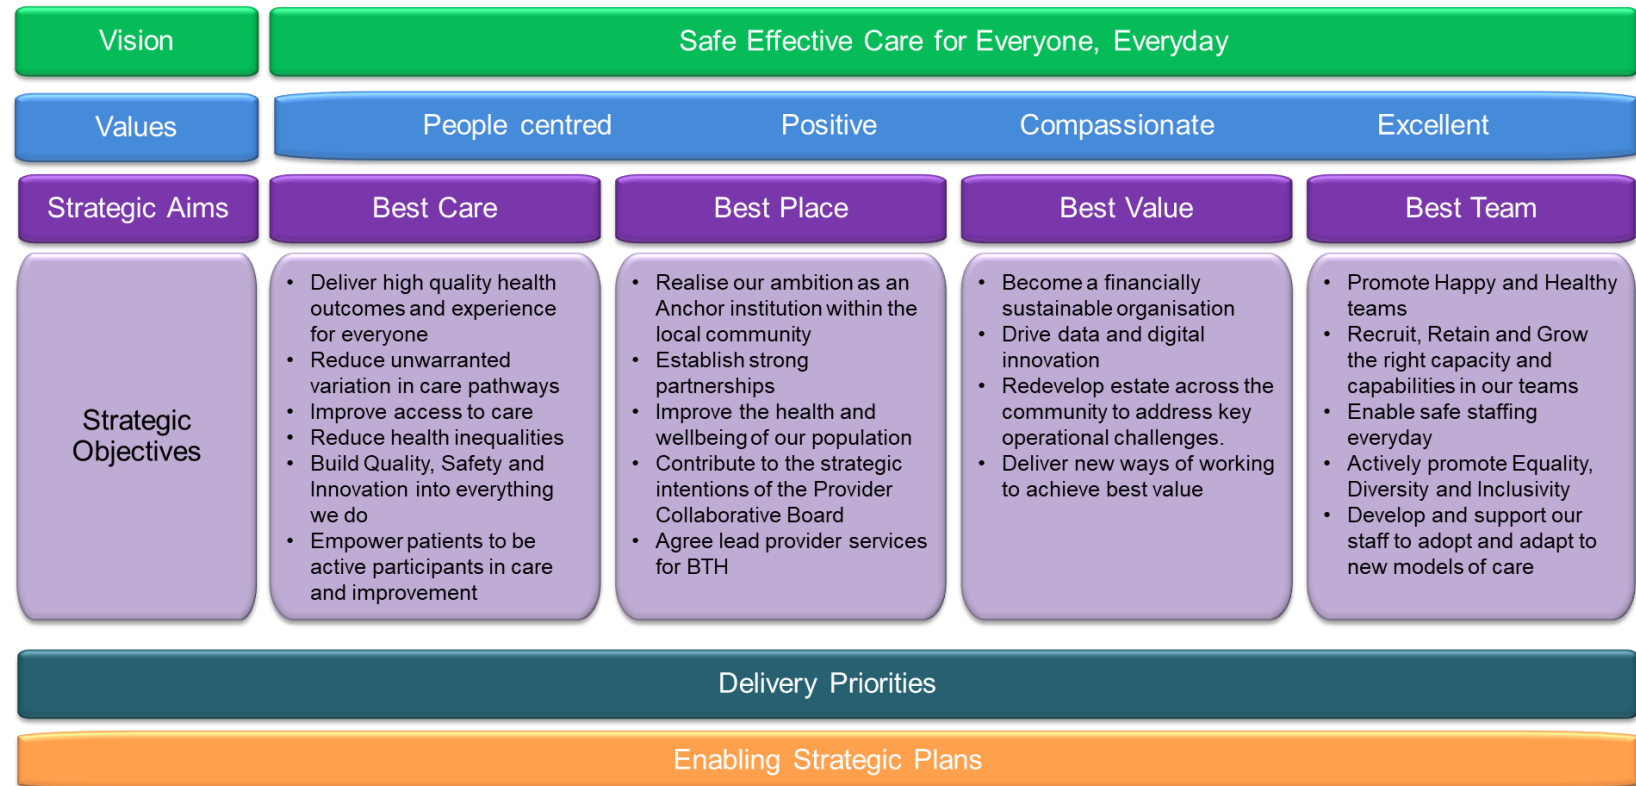 Vision
Safe Effective Care for Everyone, Everyday
Values
People centred
Positive
Compassionate
Excellent
Strategic Aims
Best Care
Best Place
Best Value
Best Team
Strategic
Objectives
• Deliver high quality health
outcomes and experience
for everyone
• Reduce unwarranted
variation in care pathways
• Improve access to care
• Reduce health inequalities
• Build Quality, Safety and
Innovation into everything
we do
• Empower patients to be
active participants in care
and improvement
• Realise our ambition as an
Anchor institution within the
local community
• Establish strong
partnerships
• Improve the health and
wellbeing of our population
• Contribute to the strategic
intentions of the Provider
Collaborative Board
• Agree lead provider services
for BTH
• Become a financially
sustainable organisation
• Drive data and digital
innovation
• Redevelop estate across the
community to address key
operational challenges.
• Deliver new ways of working
to achieve best value
• Promote Happy and Healthy
teams
• Recruit, Retain and Grow
the right capacity and
capabilities in our teams
• Enable safe staffing
everyday
• Actively promote Equality,
Diversity and Inclusivity
• Develop and support our
staff to adopt and adapt to
new models of care
Delivery Priorities
Enabling Strategic Plans